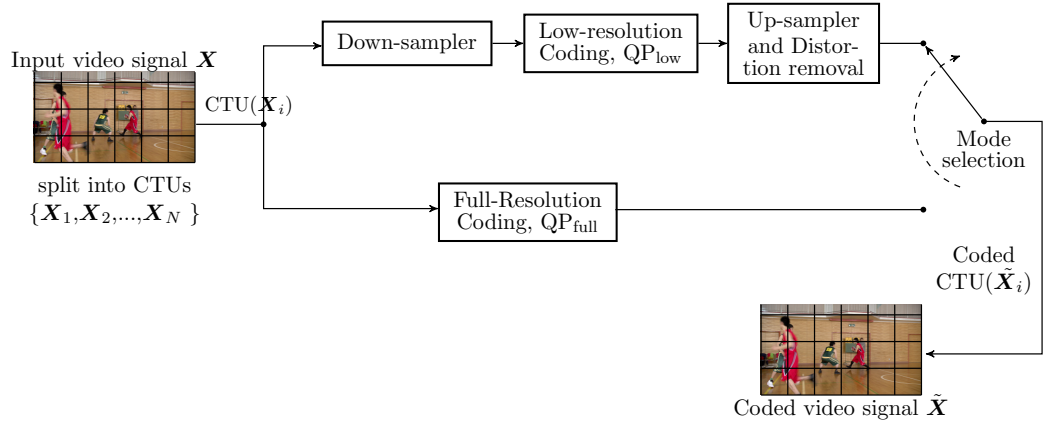 Input video signal X
CTU(X_i)
split into CTUs
{X_1,X_2,...,X_N }
Down-sampler
Low-resolution
Coding, QP_low
Up-sampler
and Distor-
tion removal
Mode
selection
Full-Resolution
Coding, QP_full
Coded
CTU(X̃_i)
Coded video signal X̃